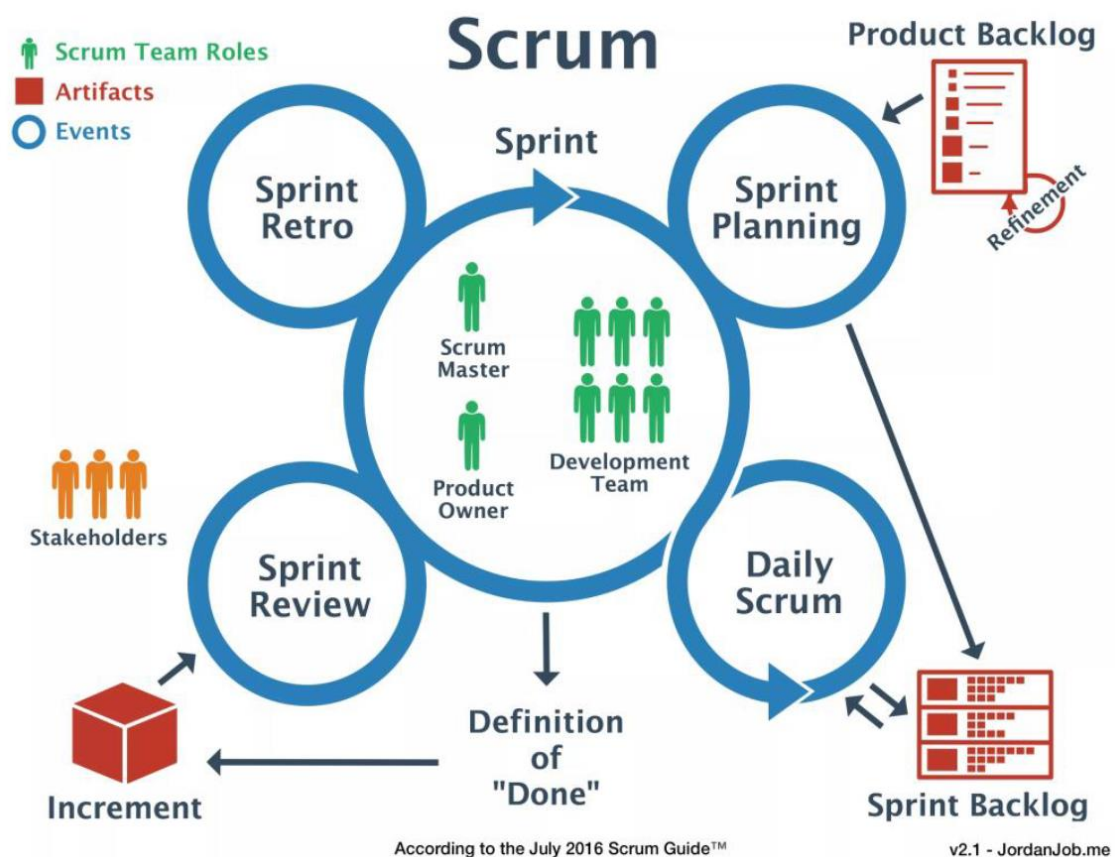 Scrum
Scrum Team Roles
Artifacts
Events
Product Backlog
Refinement
Sprint
Sprint
Retro
Sprint
Planning
Scrum
Master
Product
Owner
Development
Team
Stakeholders
Sprint
Review
Daily
Scrum
Increment
Definition
of
"Done"
Sprint Backlog
According to the July 2016 Scrum Guide™
v2.1 - JordanJob.me